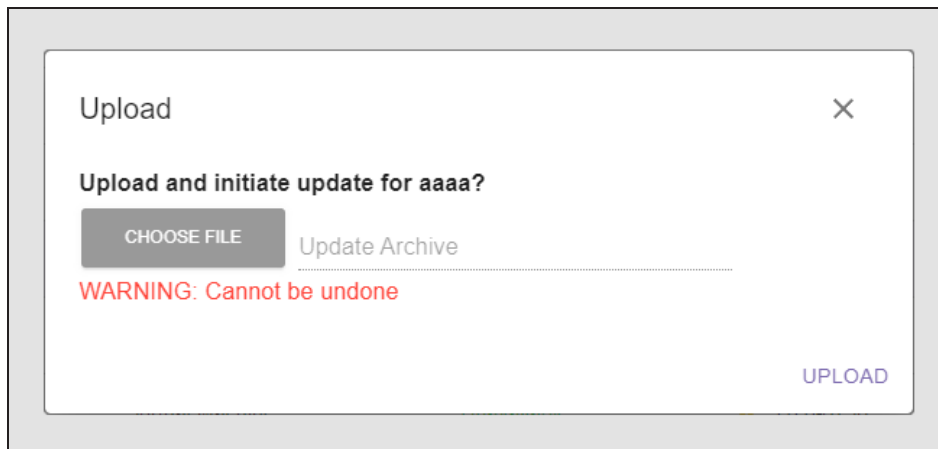 Upload
Upload and initiate update for aaaa?
CHOOSE FILE
Update Archive
WARNING: Cannot be undone
UPLOAD